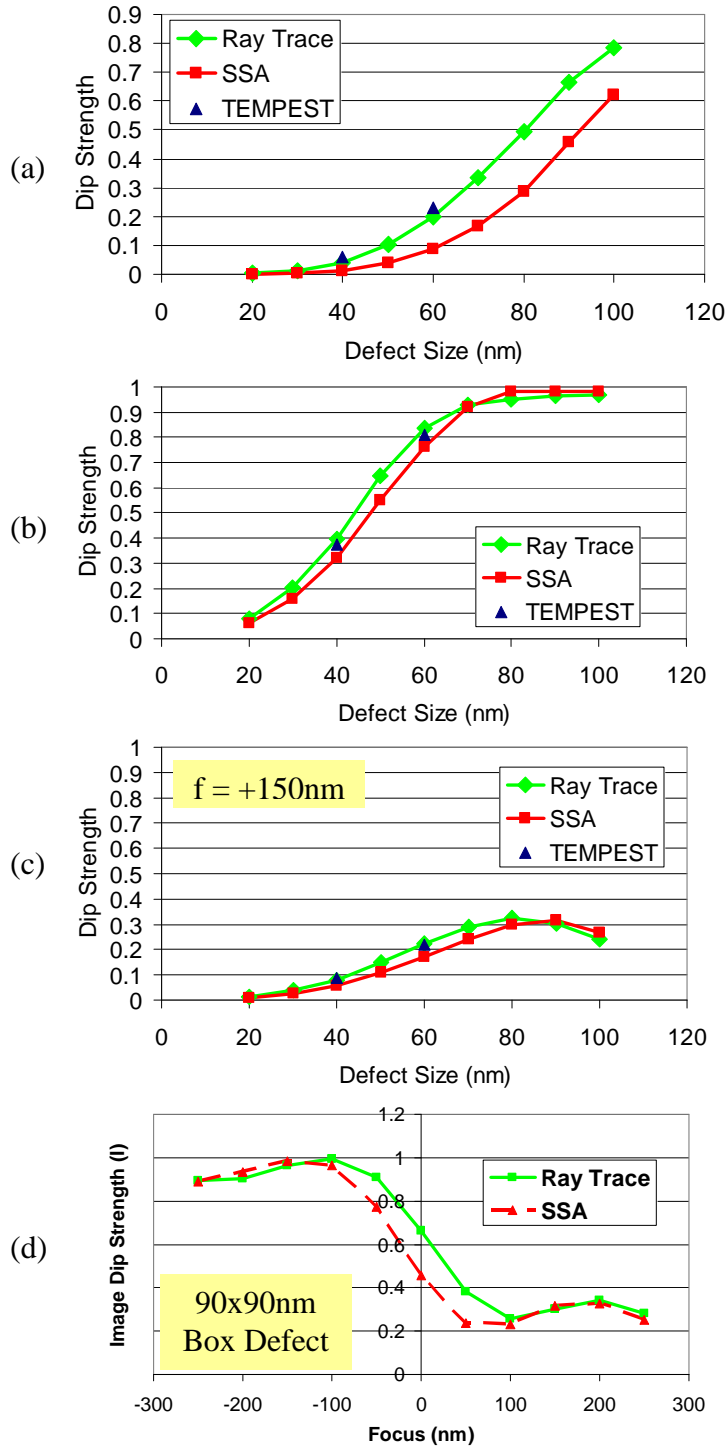 (a)
Dip Strength
0.9
0.8
0.7
0.6
0.5
0.4
0.3
0.2
0.1
0
Ray Trace
SSA
TEMPEST
0 20 40 60 80 100 120
Defect Size (nm)
(b)
Dip Strength
1
0.9
0.8
0.7
0.6
0.5
0.4
0.3
0.2
0.1
0
Ray Trace
SSA
TEMPEST
0 20 40 60 80 100 120
Defect Size (nm)
(c)
Dip Strength
1
0.9
0.8
0.7
0.6
0.5
0.4
0.3
0.2
0.1
0
f = +150nm
Ray Trace
SSA
TEMPEST
0 20 40 60 80 100 120
Defect Size (nm)
(d)
Image Dip Strength (I)
1.2
1
0.8
0.6
0.4
0.2
0
Ray Trace
SSA
90x90nm
Box Defect
-300 -200 -100 0 100 200 300
Focus (nm)